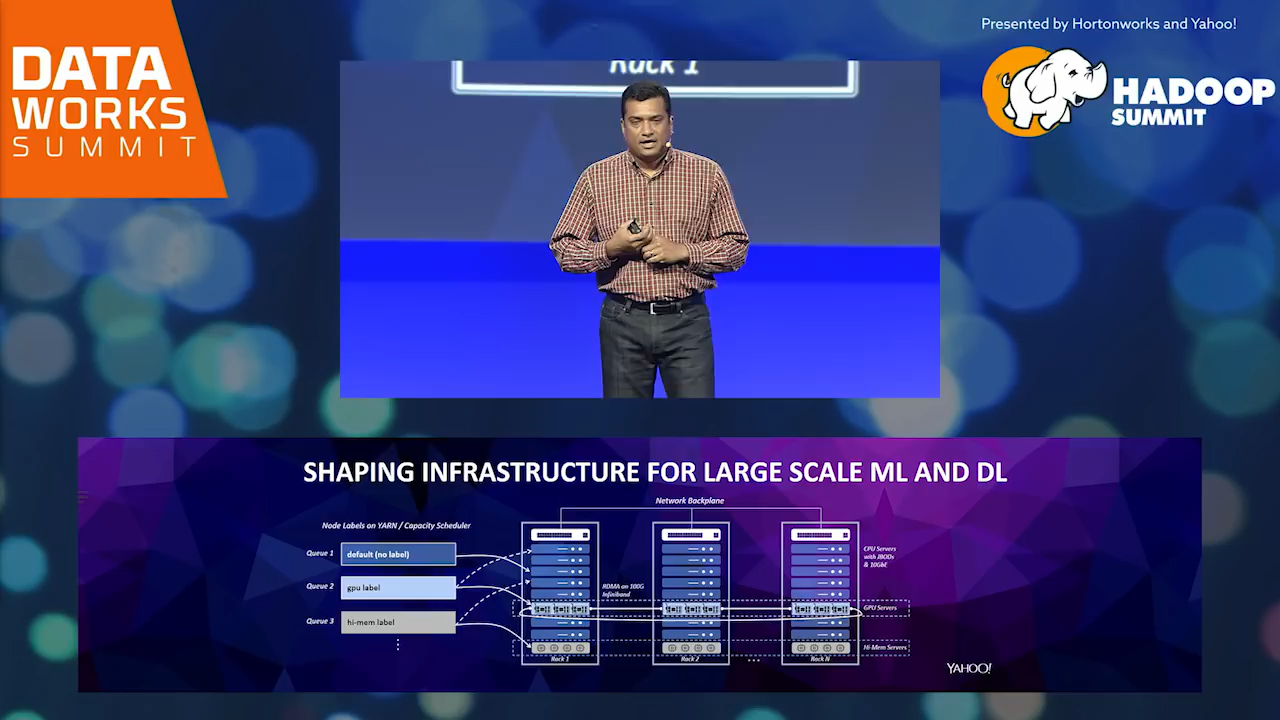 Presented by Hortonworks and Yahoo!
DATA
WORKS
SUMMIT
HADOOP
SUMMIT
Rack 1
SHAPING INFRASTRUCTURE FOR LARGE SCALE ML AND DL
Network Backplane
Node Labels on YARN / Capacity Scheduler
Queue 1
default (no label)
Queue 2
gpu label
Queue 3
hi-mem label
CPU Servers
with JBODs
& 10GbE
RDMA on 100G
Infiniband
GPU Servers
Hi-Mem Servers
Rack 1
Rack 2
...
Rack N
YAHOO!